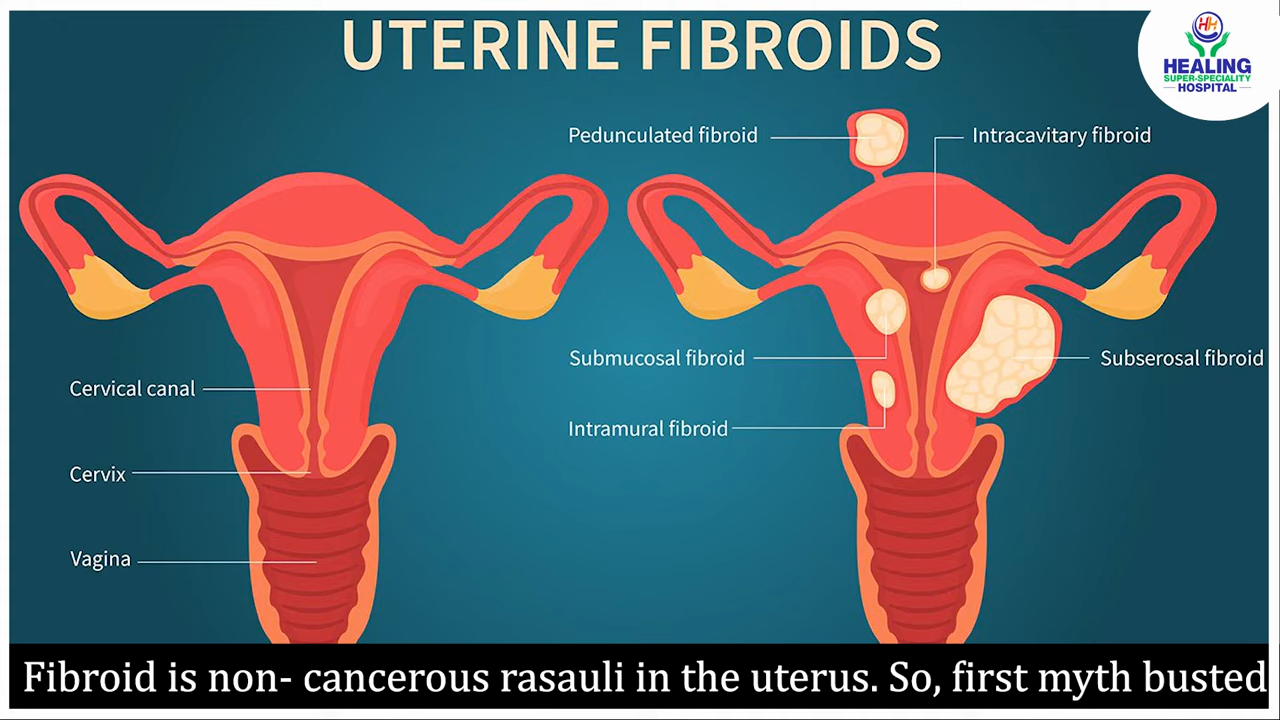 UTERINE FIBROIDS
HH
HEALING
SUPER-SPECIALITY
HOSPITAL
Pedunculated fibroid
Intracavitary fibroid
Submucosal fibroid
Subserosal fibroid
Cervical canal
Intramural fibroid
Cervix
Vagina
Fibroid is non- cancerous rasauli in the uterus. So, first myth busted